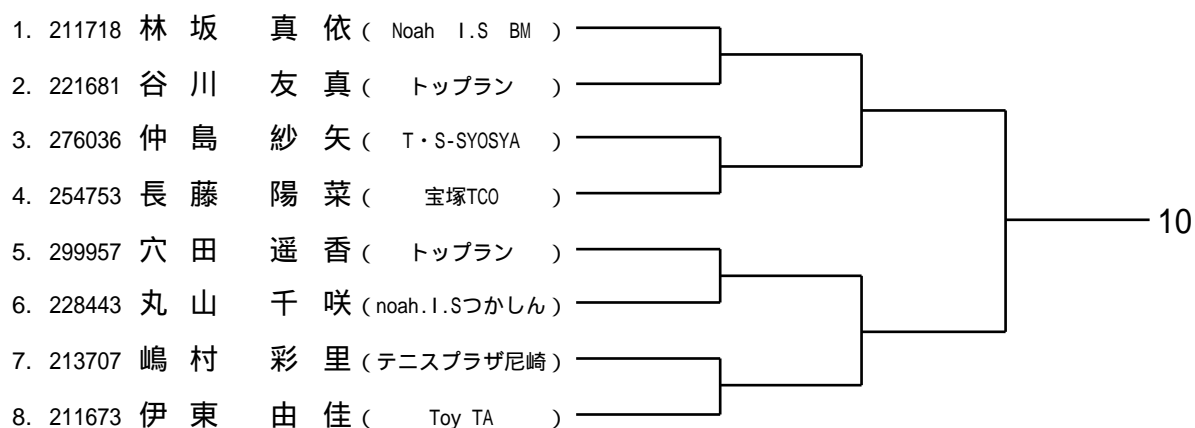 1. 211718 林 坂 真 依 ( Noah I.S BM )
2. 221681 谷 川 友 真 ( トップラン )
3. 276036 仲 島 紗 矢 ( T・S-SYOSYA )
4. 254753 長 藤 陽 菜 ( 宝塚TCO )
10
5. 299957 穴 田 遥 香 ( トップラン )
6. 228443 丸 山 千 咲 (noah.I.Sつかしん)
7. 213707 嶋 村 彩 里 (テニスプラザ尼崎)
8. 211673 伊 東 由 佳 ( Toy TA )